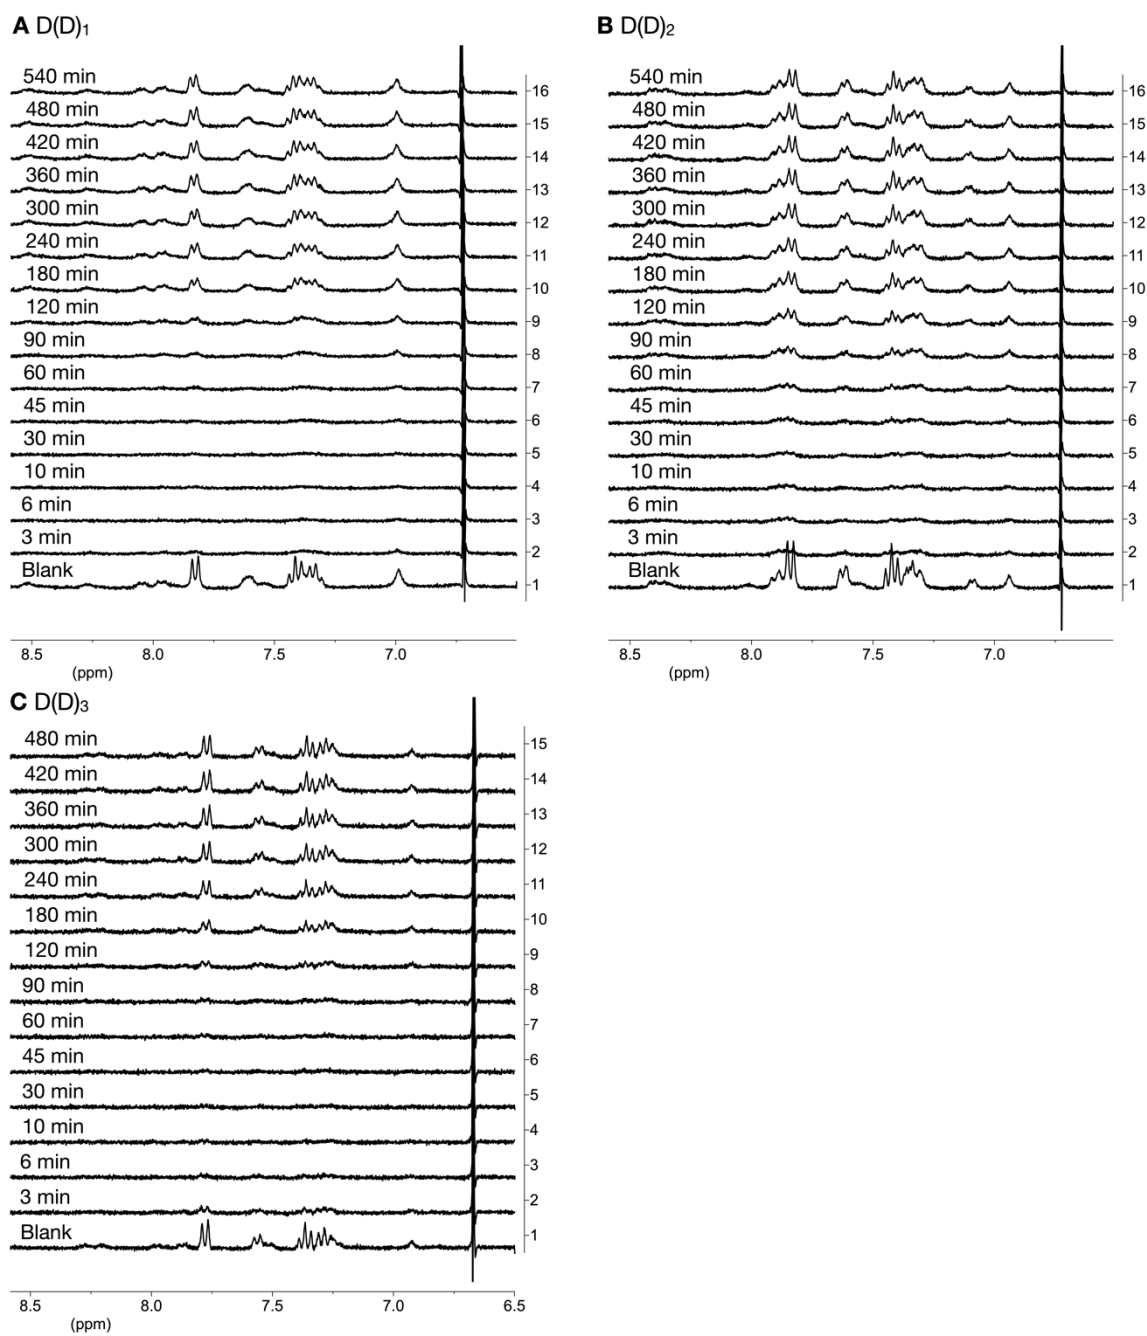 A D(D)₁
540 min
16
480 min
15
420 min
14
360 min
13
300 min
12
240 min
11
180 min
10
120 min
9
90 min
8
60 min
7
45 min
6
30 min
5
10 min
4
6 min
3
3 min
2
Blank
1
8.5 8.0 7.5 7.0
(ppm)
B D(D)₂
540 min
16
480 min
15
420 min
14
360 min
13
300 min
12
240 min
11
180 min
10
120 min
9
90 min
8
60 min
7
45 min
6
30 min
5
10 min
4
6 min
3
3 min
2
Blank
1
8.5 8.0 7.5 7.0
(ppm)
C D(D)₃
480 min
15
420 min
14
360 min
13
300 min
12
240 min
11
180 min
10
120 min
9
90 min
8
60 min
7
45 min
6
30 min
5
10 min
4
6 min
3
3 min
2
Blank
1
8.5 8.0 7.5 7.0 6.5
(ppm)